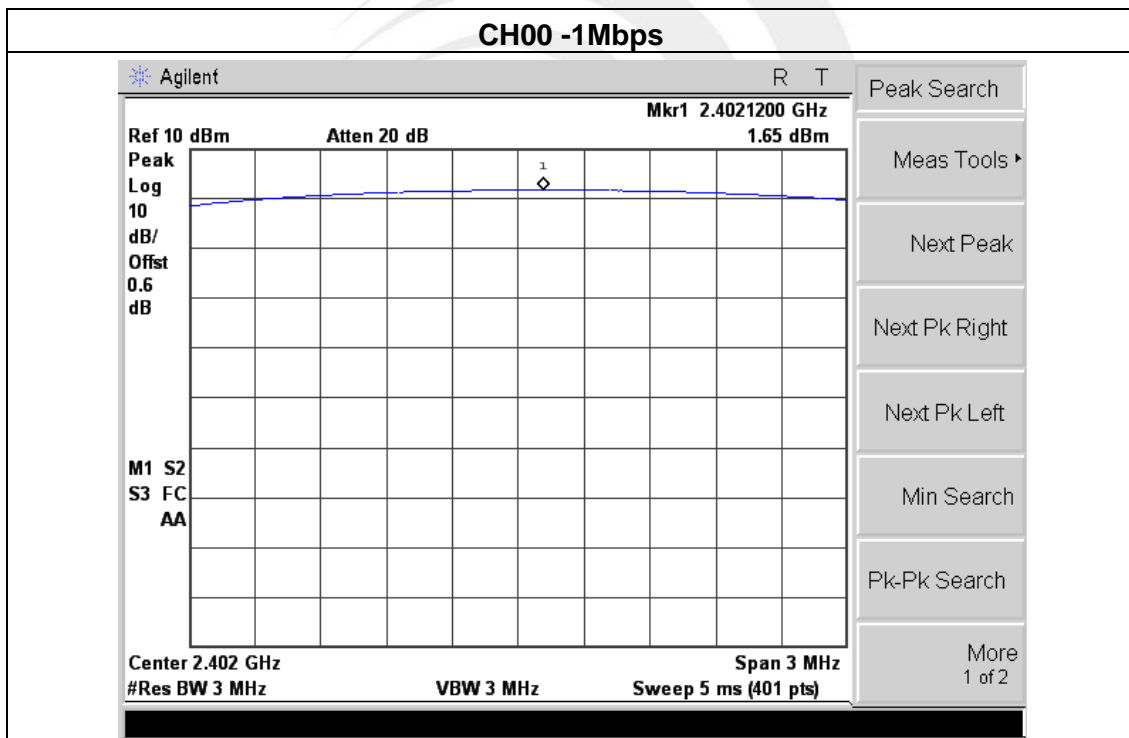 CH00 -1Mbps
Agilent
R T
Mkr1 2.4021200 GHz
Ref 10 dBm Atten 20 dB 1.65 dBm
Peak
Log
10
dB/
Offst
0.6
dB
1
M1 S2
S3 FC
AA
Center 2.402 GHz Span 3 MHz
#Res BW 3 MHz VBW 3 MHz Sweep 5 ms (401 pts)
Peak Search
Meas Tools
Next Peak
Next Pk Right
Next Pk Left
Min Search
Pk-Pk Search
More
1 of 2